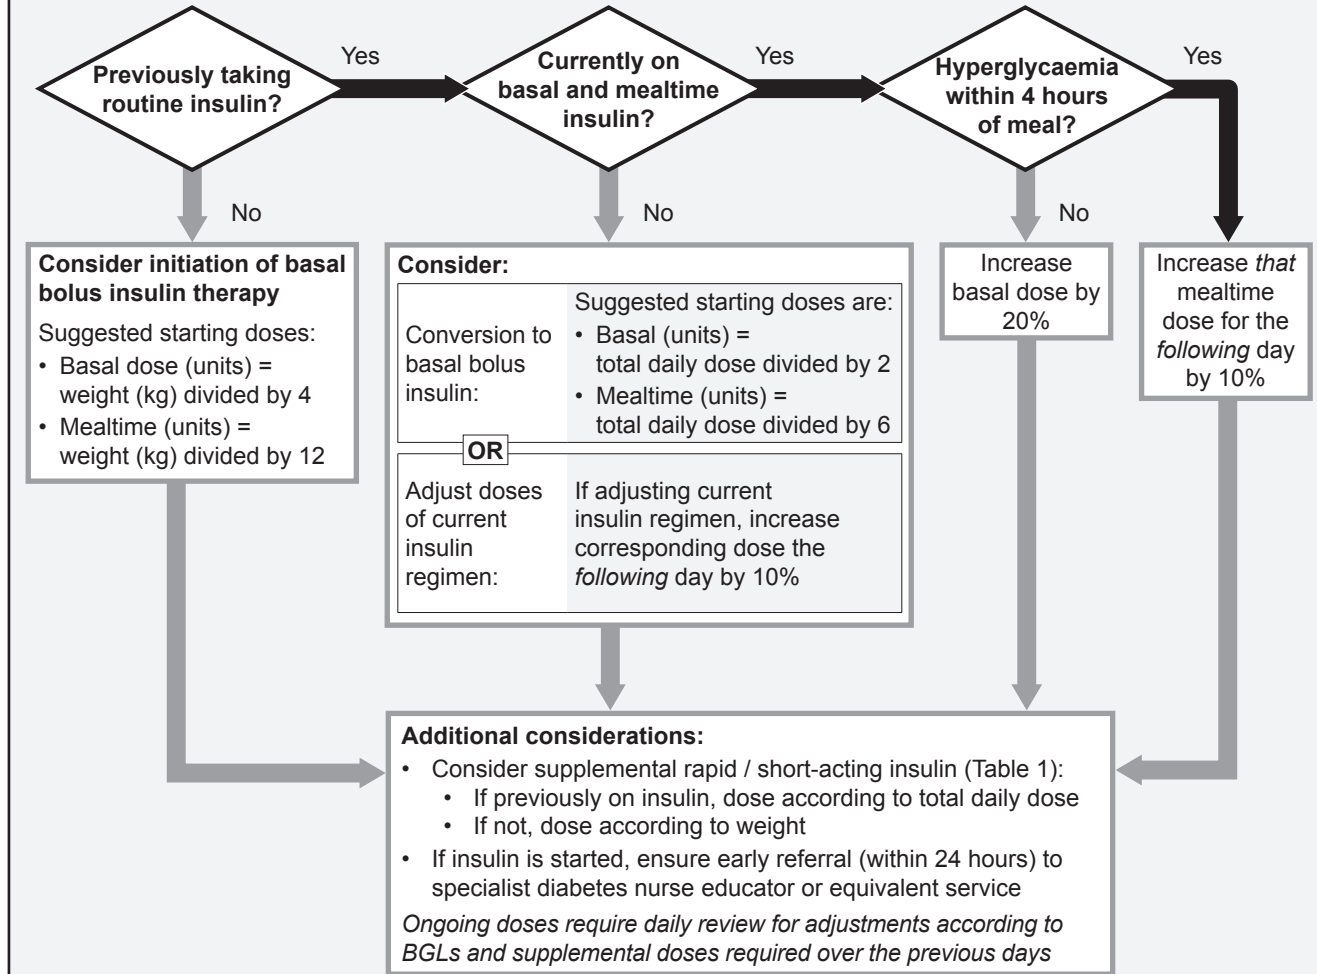 Previously taking
routine insulin?
Yes
Currently on
basal and mealtime
insulin?
Yes
Hyperglycaemia
within 4 hours
of meal?
Yes
No
No
No
Consider initiation of basal
bolus insulin therapy
Suggested starting doses:
• Basal dose (units) =
weight (kg) divided by 4
• Mealtime (units) =
weight (kg) divided by 12
Consider:
Conversion to
basal bolus
insulin:
Suggested starting doses are:
• Basal (units) =
total daily dose divided by 2
• Mealtime (units) =
total daily dose divided by 6
OR
Adjust doses
of current
insulin
regimen:
If adjusting current
insulin regimen, increase
corresponding dose the
following day by 10%
Increase
basal dose by
20%
Increase that
mealtime
dose for the
following day
by 10%
Additional considerations:
• Consider supplemental rapid / short-acting insulin (Table 1):
• If previously on insulin, dose according to total daily dose
• If not, dose according to weight
• If insulin is started, ensure early referral (within 24 hours) to
specialist diabetes nurse educator or equivalent service
Ongoing doses require daily review for adjustments according to
BGLs and supplemental doses required over the previous days